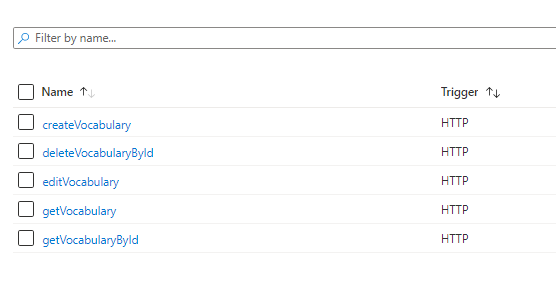 Filter by name...
Name ↑↓ Trigger ↑↓
createVocabulary HTTP
deleteVocabularyById HTTP
editVocabulary HTTP
getVocabulary HTTP
getVocabularyById HTTP